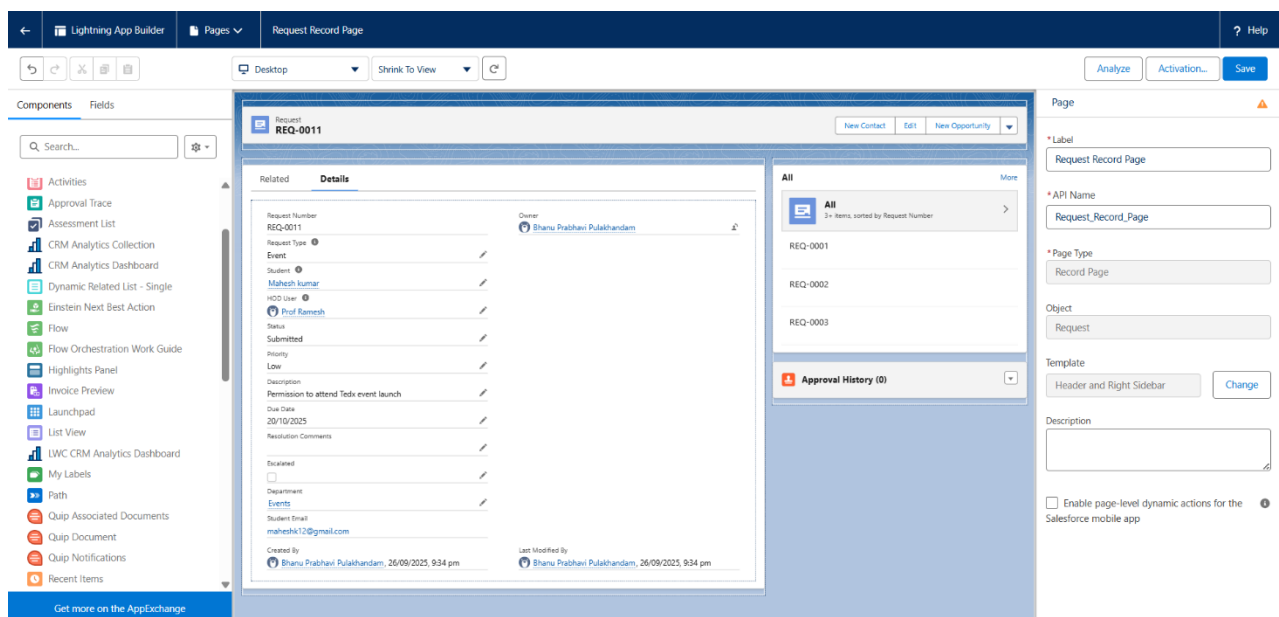 Lightning App Builder
Pages
Request Record Page
? Help
Desktop
Shrink To View
Analyze
Activation...
Save
Components
Fields
Search...
Activities
Approval Trace
Assessment List
CRM Analytics Collection
CRM Analytics Dashboard
Dynamic Related List - Single
Einstein Next Best Action
Flow
Flow Orchestration Work Guide
Highlights Panel
Invoice Preview
Launchpad
List View
LWC CRM Analytics Dashboard
My Labels
Path
Quip Associated Documents
Quip Document
Quip Notifications
Recent Items
Get more on the AppExchange
Request
REQ-0011
New Contact
Edit
New Opportunity
Related
Details
Request Number
REQ-0011
Owner
Bhanu Prabhavi Pulakhandam
Request Type
Event
Student
Mahesh kumar
HOD User
Prof Ramesh
Status
Submitted
Priority
Low
Description
Permission to attend Tedx event launch
Due Date
20/10/2025
Resolution Comments
Escalated
Department
Events
Student Email
maheshk12@gmail.com
Created By
Bhanu Prabhavi Pulakhandam, 26/09/2025, 9:34 pm
Last Modified By
Bhanu Prabhavi Pulakhandam, 26/09/2025, 9:34 pm
All
More
All
3+ items, sorted by Request Number
REQ-0001
REQ-0002
REQ-0003
Approval History (0)
Page
*Label
Request Record Page
*API Name
Request_Record_Page
*Page Type
Record Page
Object
Request
Template
Header and Right Sidebar
Change
Description
Enable page-level dynamic actions for the
Salesforce mobile app